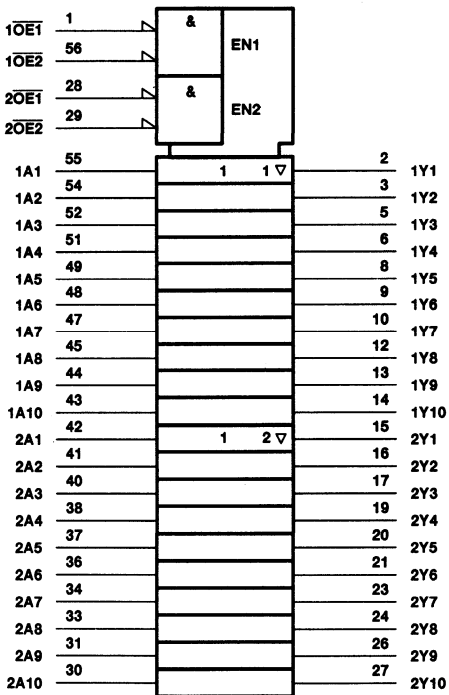 1OE1 1 & EN1
1OE2 56
2OE1 28 & EN2
2OE2 29
1A1 55 1 1 ▽ 2 1Y1
1A2 54 3 1Y2
1A3 52 5 1Y3
1A4 51 6 1Y4
1A5 49 8 1Y5
1A6 48 9 1Y6
1A7 47 10 1Y7
1A8 45 12 1Y8
1A9 44 13 1Y9
1A10 43 14 1Y10
2A1 42 1 2 ▽ 15 2Y1
2A2 41 16 2Y2
2A3 40 17 2Y3
2A4 38 19 2Y4
2A5 37 20 2Y5
2A6 36 21 2Y6
2A7 34 23 2Y7
2A8 33 24 2Y8
2A9 31 26 2Y9
2A10 30 27 2Y10